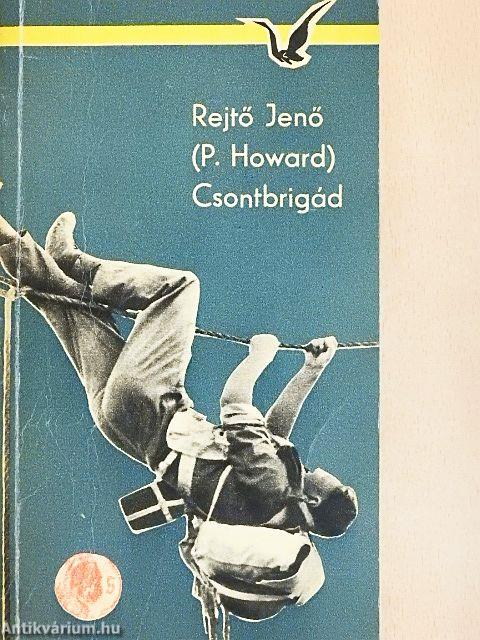 Rejtő Jenő
(P. Howard)
Csontbrigád
Antikvárium.hu